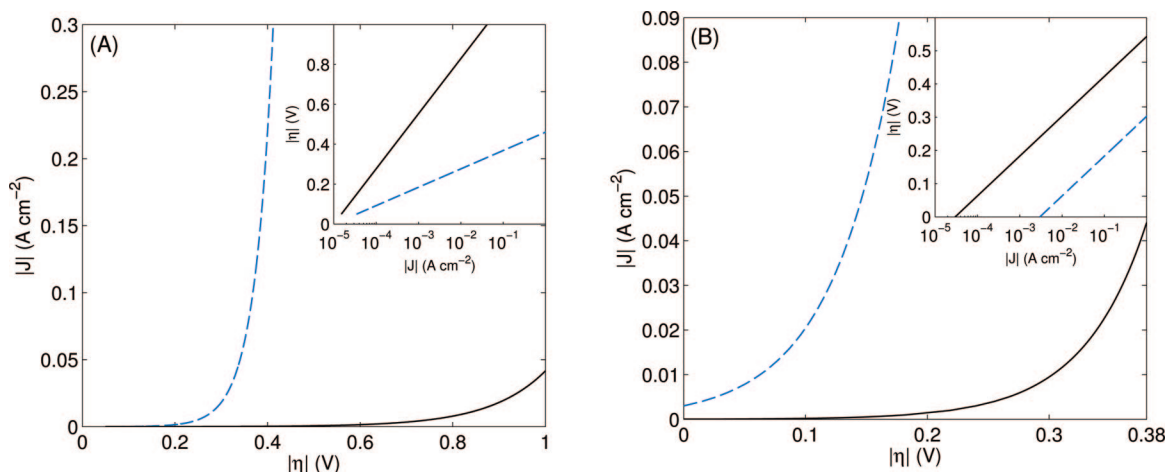 (A)
|J| (A cm⁻²)
0.3
0.25
0.2
0.15
0.1
0.05
0
0 0.2 0.4 0.6 0.8 1
|η| (V)
|η| (V)
0.8
0.6
0.4
0.2
0
10⁻⁵ 10⁻⁴ 10⁻³ 10⁻² 10⁻¹
|J| (A cm⁻²)
(B)
|J| (A cm⁻²)
0.09
0.08
0.07
0.06
0.05
0.04
0.03
0.02
0.01
0
0 0.1 0.2 0.3 0.38
|η| (V)
|η| (V)
0.5
0.4
0.3
0.2
0.1
0
10⁻⁵ 10⁻⁴ 10⁻³ 10⁻² 10⁻¹
|J| (A cm⁻²)